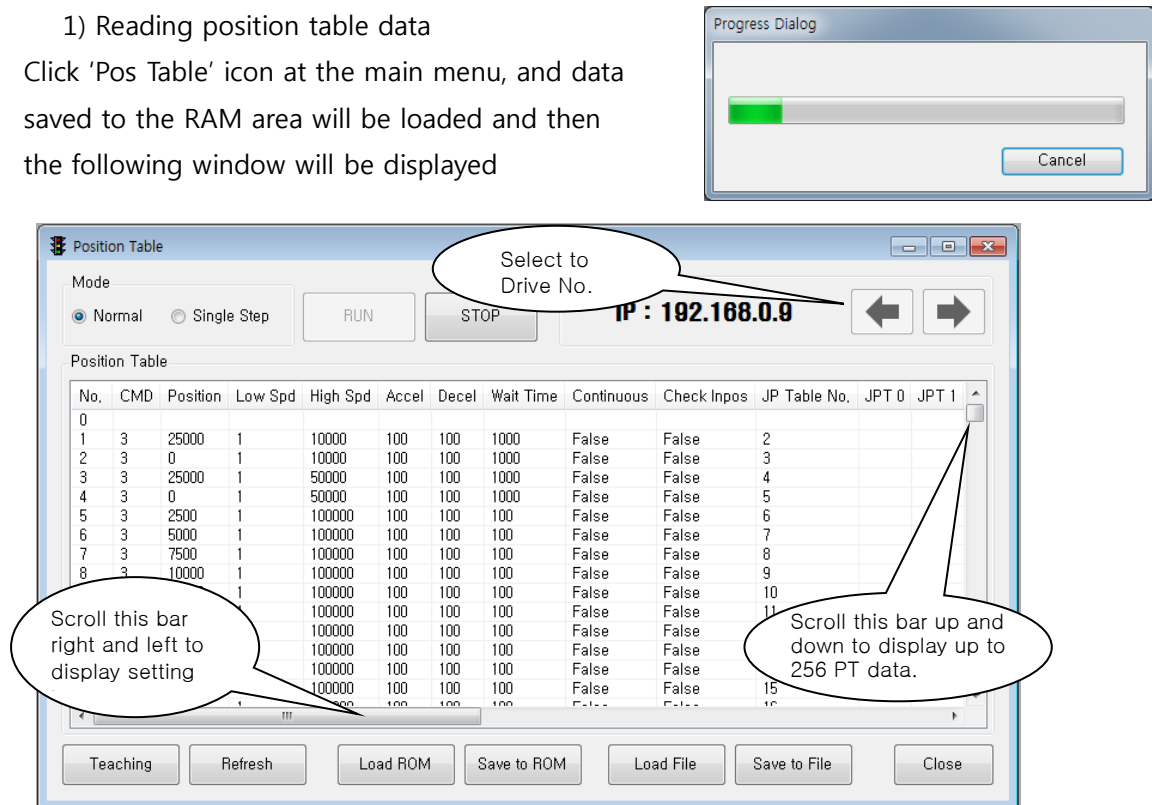 1) Reading position table data
Click 'Pos Table' icon at the main menu, and data
saved to the RAM area will be loaded and then
the following window will be displayed
Progress Dialog
Cancel
Position Table
Select to
Drive No.
Mode
Normal Single Step RUN STOP IP : 192.168.0.9
Position Table
No. CMD Position Low Spd High Spd Accel Decel Wait Time Continuous Check Inpos JP Table No. JPT 0 JPT 1
0
1 3 25000 1 10000 100 100 1000 False False 2
2 3 0 1 10000 100 100 1000 False False 3
3 3 25000 1 50000 100 100 1000 False False 4
4 3 0 1 50000 100 100 1000 False False 5
5 3 2500 1 100000 100 100 100 False False 6
6 3 5000 1 100000 100 100 100 False False 7
7 3 7500 1 100000 100 100 100 False False 8
8 3 10000 1 100000 100 100 100 False False 9
1 100000 100 100 100 False False 10
100000 100 100 100 False False 11
100000 100 100 100 False False
100000 100 100 100 False False
100000 100 100 100 False False
100000 100 100 100 False False 15
Scroll this bar
right and left to
display setting
Scroll this bar up and
down to display up to
256 PT data.
Teaching Refresh Load ROM Save to ROM Load File Save to File Close